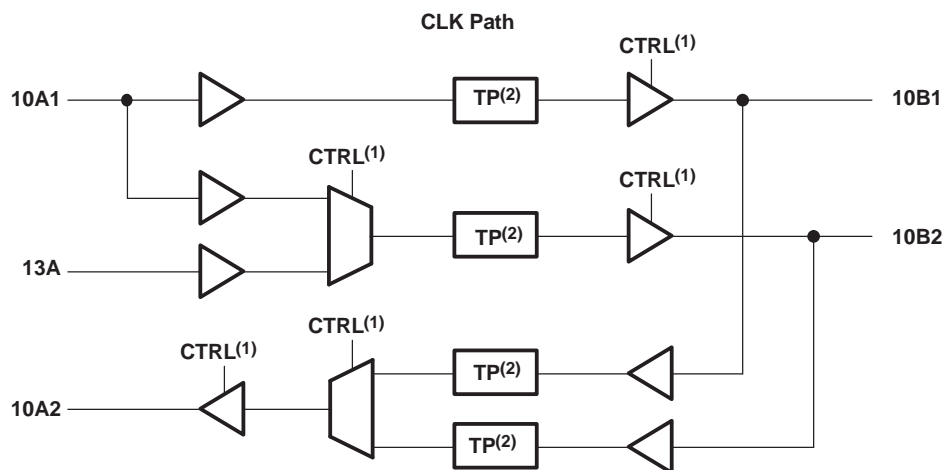 CLK Path
CTRL(1)
10A1
TP(2)
10B1
CTRL(1)
CTRL(1)
TP(2)
10B2
13A
CTRL(1)
CTRL(1)
TP(2)
10A2
TP(2)